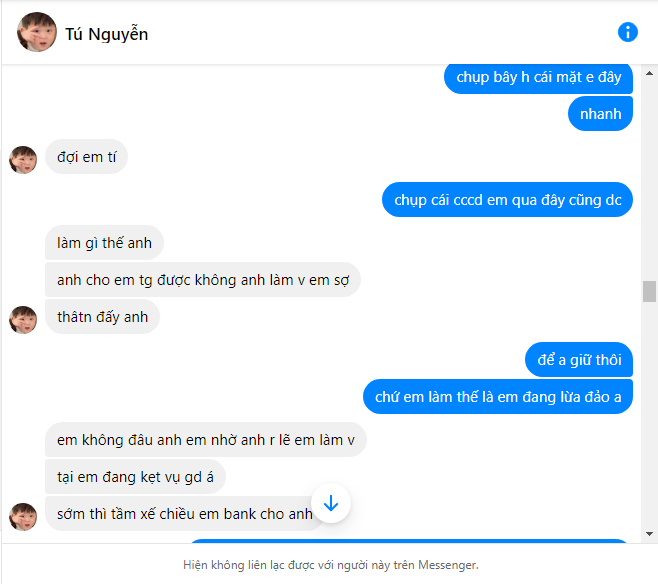 Tú Nguyễn
chụp bây h cái mặt e đây
nhanh
đợi em tí
chụp cái cccd em qua đây cũng dc
làm gì thế anh
anh cho em tg được không anh làm v em sợ
thâtn đấy anh
để a giữ thôi
chứ em làm thế là em đang lừa đảo a
em không đâu anh em nhờ anh r lẽ em làm v
tại em đang kẹt vụ gd á
sớm thì tầm xế chiều em bank cho anh
Hiện không liên lạc được với người này trên Messenger.